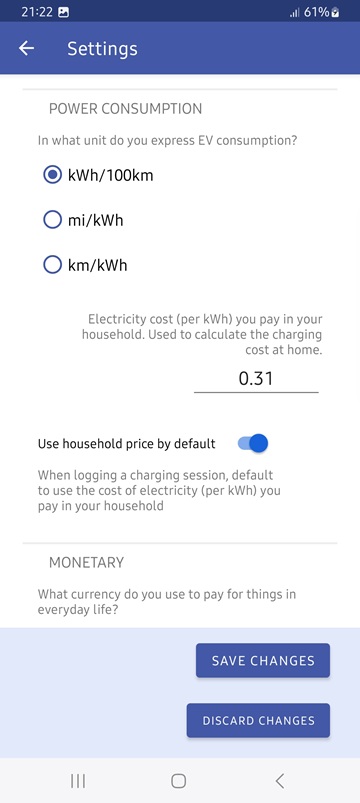 21:22 61%
Settings
POWER CONSUMPTION
In what unit do you express EV consumption?
kWh/100km
mi/kWh
km/kWh
Electricity cost (per kWh) you pay in your
household. Used to calculate the charging
cost at home.
0.31
Use household price by default
When logging a charging session, default
to use the cost of electricity (per kWh) you
pay in your household
MONETARY
What currency do you use to pay for things in
everyday life?
SAVE CHANGES
DISCARD CHANGES